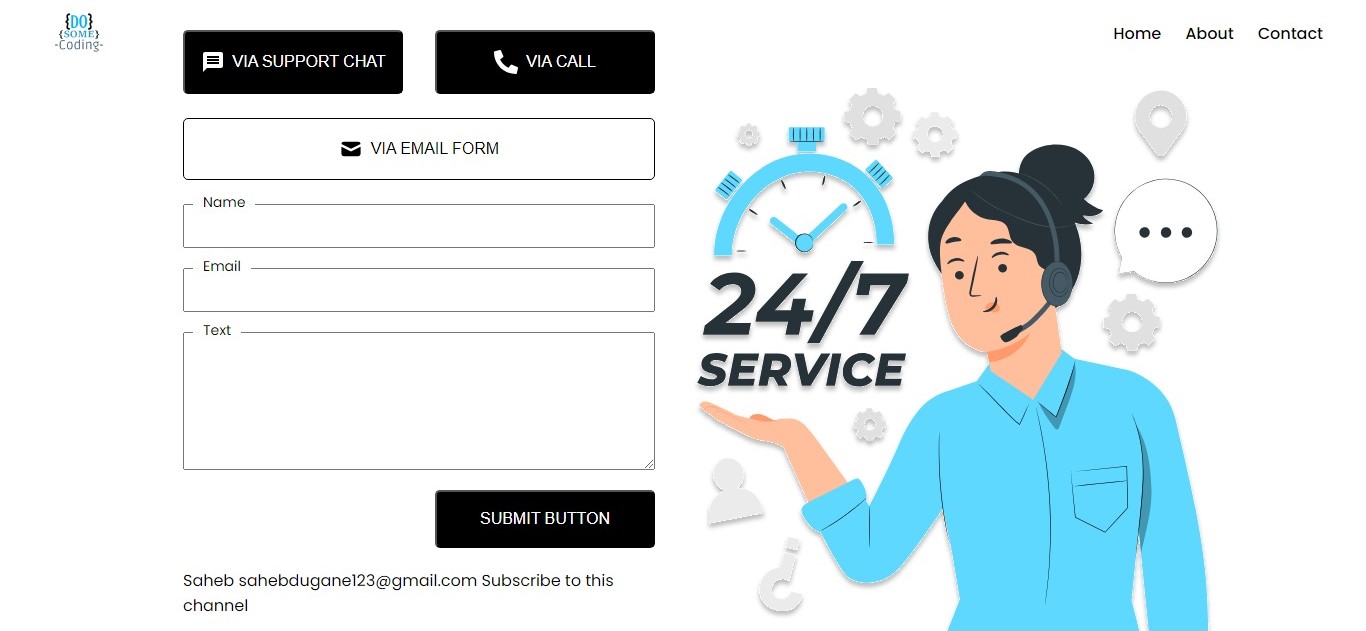 {DO}
{SOME}
-Coding-
Home About Contact
VIA SUPPORT CHAT
VIA CALL
VIA EMAIL FORM
Name
Email
Text
SUBMIT BUTTON
Saheb sahebdugane123@gmail.com Subscribe to this
channel
24/7
SERVICE